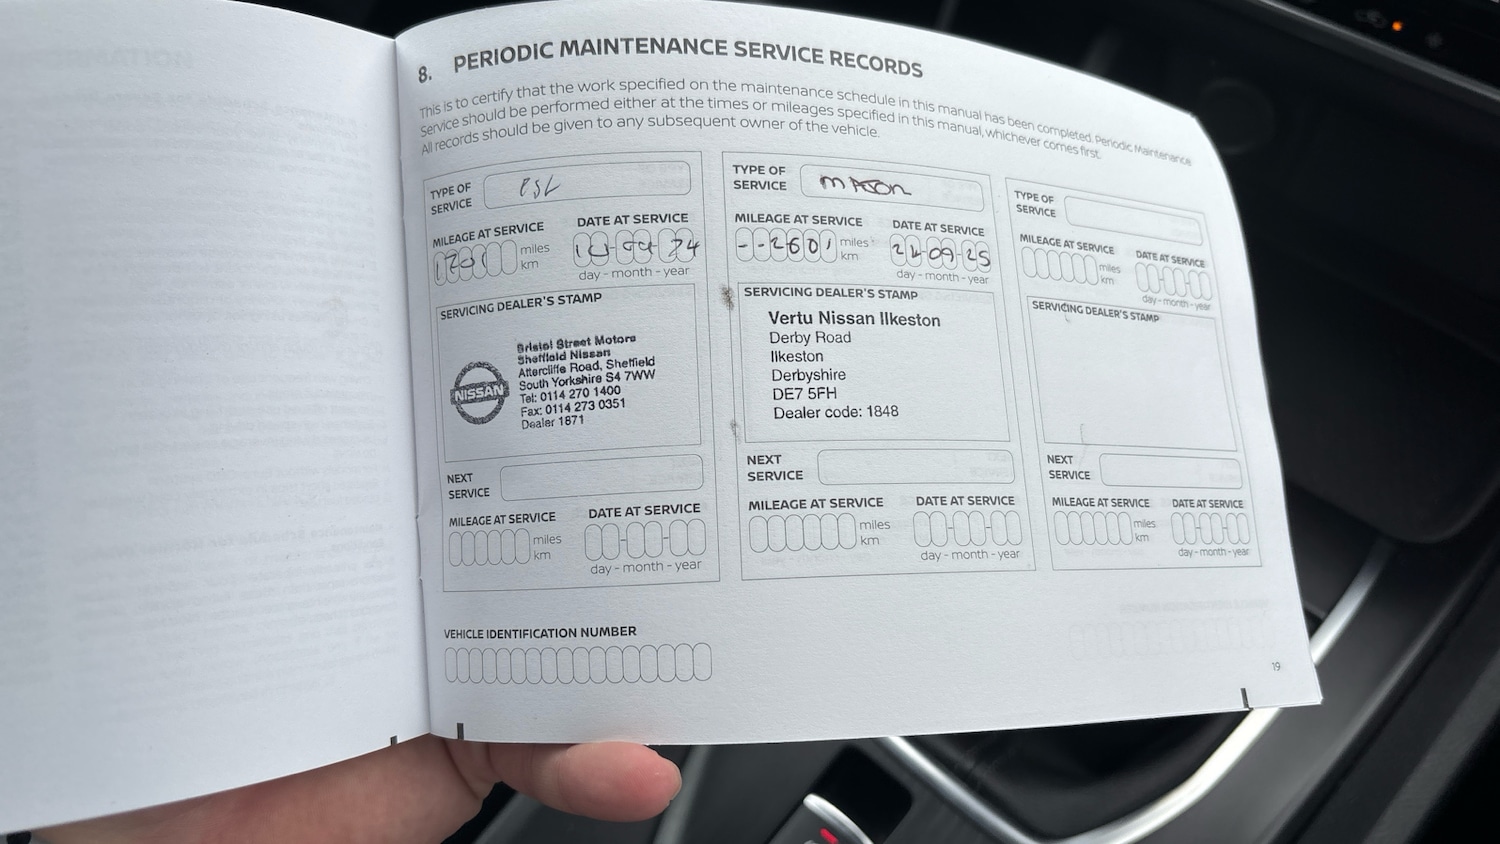 8. PERIODIC MAINTENANCE SERVICE RECORDS
This is to certify that the work specified on the maintenance schedule in this manual has been completed. Periodic Maintenance
Service should be performed either at the times or mileages specified in this manual, whichever comes first.
All records should be given to any subsequent owner of the vehicle.
TYPE OF
SERVICE
MILEAGE AT SERVICE
miles
km
DATE AT SERVICE
day - month - year
SERVICING DEALER'S STAMP
NISSAN
Bristol Street Motors
Sheffield Nissan
Attercliffe Road, Sheffield
South Yorkshire S4 7WW
Tel: 0114 270 1400
Fax: 0114 273 0351
Dealer 1871
NEXT
SERVICE
MILEAGE AT SERVICE
miles
km
DATE AT SERVICE
day - month - year
TYPE OF
SERVICE
MAJOR
MILEAGE AT SERVICE
--2601 miles
km
DATE AT SERVICE
day - month - year
SERVICING DEALER'S STAMP
Vertu Nissan Ilkeston
Derby Road
Ilkeston
Derbyshire
DE7 5FH
Dealer code: 1848
NEXT
SERVICE
MILEAGE AT SERVICE
miles
km
DATE AT SERVICE
day - month - year
TYPE OF
SERVICE
MILEAGE AT SERVICE
miles
km
DATE AT SERVICE
day - month - year
SERVICING DEALER'S STAMP
NEXT
SERVICE
MILEAGE AT SERVICE
miles
km
DATE AT SERVICE
day - month - year
VEHICLE IDENTIFICATION NUMBER
19